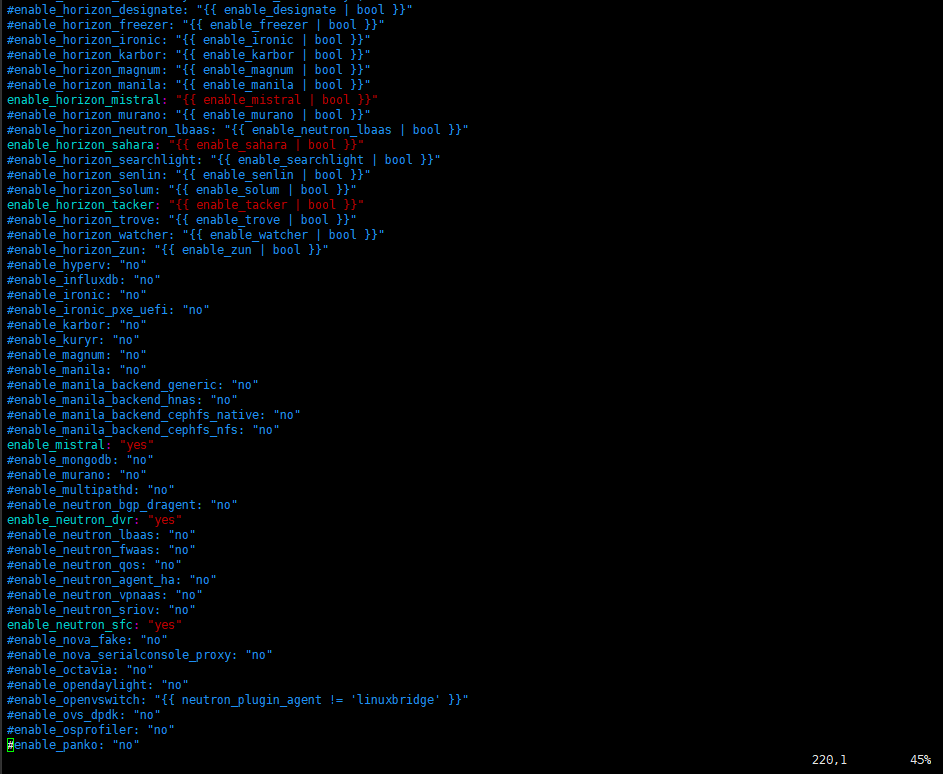 #enable_horizon_designate: "{{ enable_designate | bool }}"
#enable_horizon_freezer: "{{ enable_freezer | bool }}"
#enable_horizon_ironic: "{{ enable_ironic | bool }}"
#enable_horizon_karbor: "{{ enable_karbor | bool }}"
#enable_horizon_magnum: "{{ enable_magnum | bool }}"
#enable_horizon_manila: "{{ enable_manila | bool }}"
enable_horizon_mistral: "{{ enable_mistral | bool }}"
#enable_horizon_murano: "{{ enable_murano | bool }}"
#enable_horizon_neutron_lbaas: "{{ enable_neutron_lbaas | bool }}"
enable_horizon_sahara: "{{ enable_sahara | bool }}"
#enable_horizon_searchlight: "{{ enable_searchlight | bool }}"
#enable_horizon_senlin: "{{ enable_senlin | bool }}"
#enable_horizon_solum: "{{ enable_solum | bool }}"
enable_horizon_tacker: "{{ enable_tacker | bool }}"
#enable_horizon_trove: "{{ enable_trove | bool }}"
#enable_horizon_watcher: "{{ enable_watcher | bool }}"
#enable_horizon_zun: "{{ enable_zun | bool }}"
#enable_hyperv: "no"
#enable_influxdb: "no"
#enable_ironic: "no"
#enable_ironic_pxe_uefi: "no"
#enable_karbor: "no"
#enable_kuryr: "no"
#enable_magnum: "no"
#enable_manila: "no"
#enable_manila_backend_generic: "no"
#enable_manila_backend_hnas: "no"
#enable_manila_backend_cephfs_native: "no"
#enable_manila_backend_cephfs_nfs: "no"
enable_mistral: "yes"
#enable_mongodb: "no"
#enable_murano: "no"
#enable_multipathd: "no"
#enable_neutron_bgp_dragent: "no"
enable_neutron_dvr: "yes"
#enable_neutron_lbaas: "no"
#enable_neutron_fwaas: "no"
#enable_neutron_qos: "no"
#enable_neutron_agent_ha: "no"
#enable_neutron_vpnaas: "no"
#enable_neutron_sriov: "no"
enable_neutron_sfc: "yes"
#enable_nova_fake: "no"
#enable_nova_serialconsole_proxy: "no"
#enable_octavia: "no"
#enable_opendaylight: "no"
#enable_openvswitch: "{{ neutron_plugin_agent != 'linuxbridge' }}"
#enable_ovs_dpdk: "no"
#enable_osprofiler: "no"
#enable_panko: "no"
220,1 45%